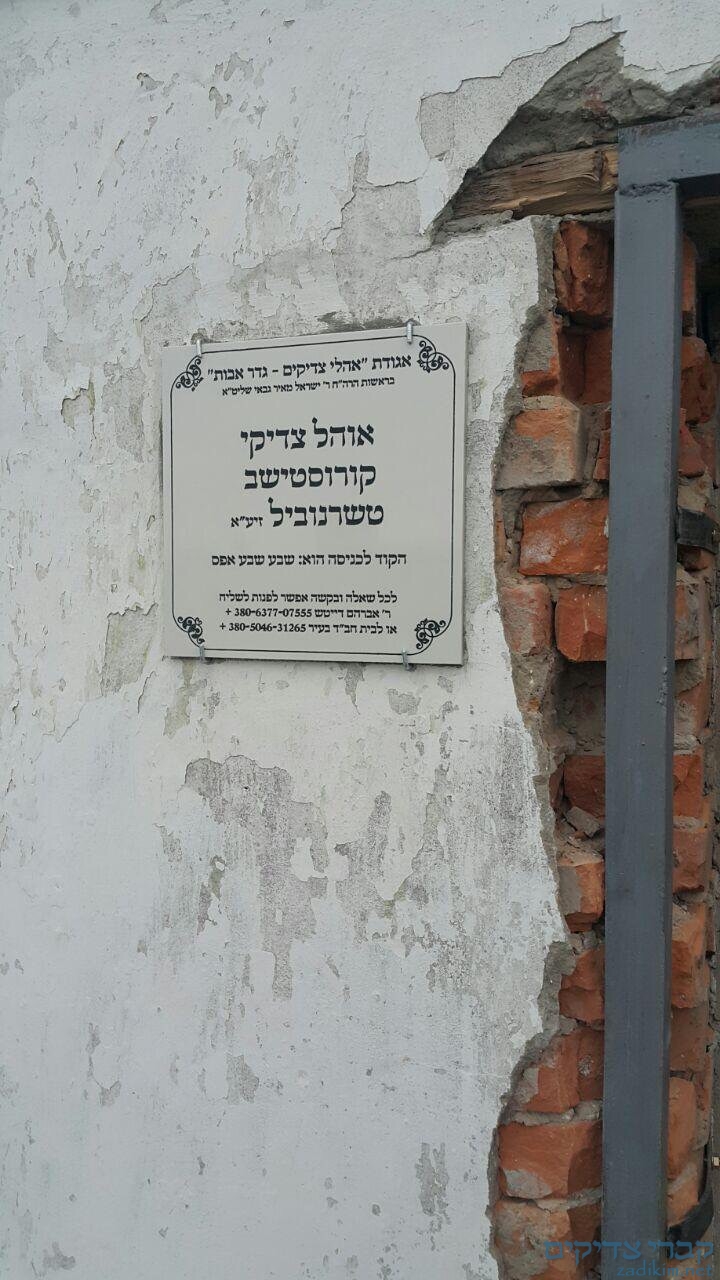 אגודת "אהלי צדיקים - גדר אבות"
בראשות הרה"ח ר' ישראל מאיר גבאי שליט"א
אוהל צדיקי
קורוסטישב
טשרנוביל זיע"א
הקוד לכניסה הוא: שבע שבע אפס
לכל שאלה ובקשה אפשר לפנות לשליח
ר' אברהם דייטש 380-6377-07555 +
או לבית חב"ד בעיר 380-5046-31265 +
קברי צדיקים
zadikim.net